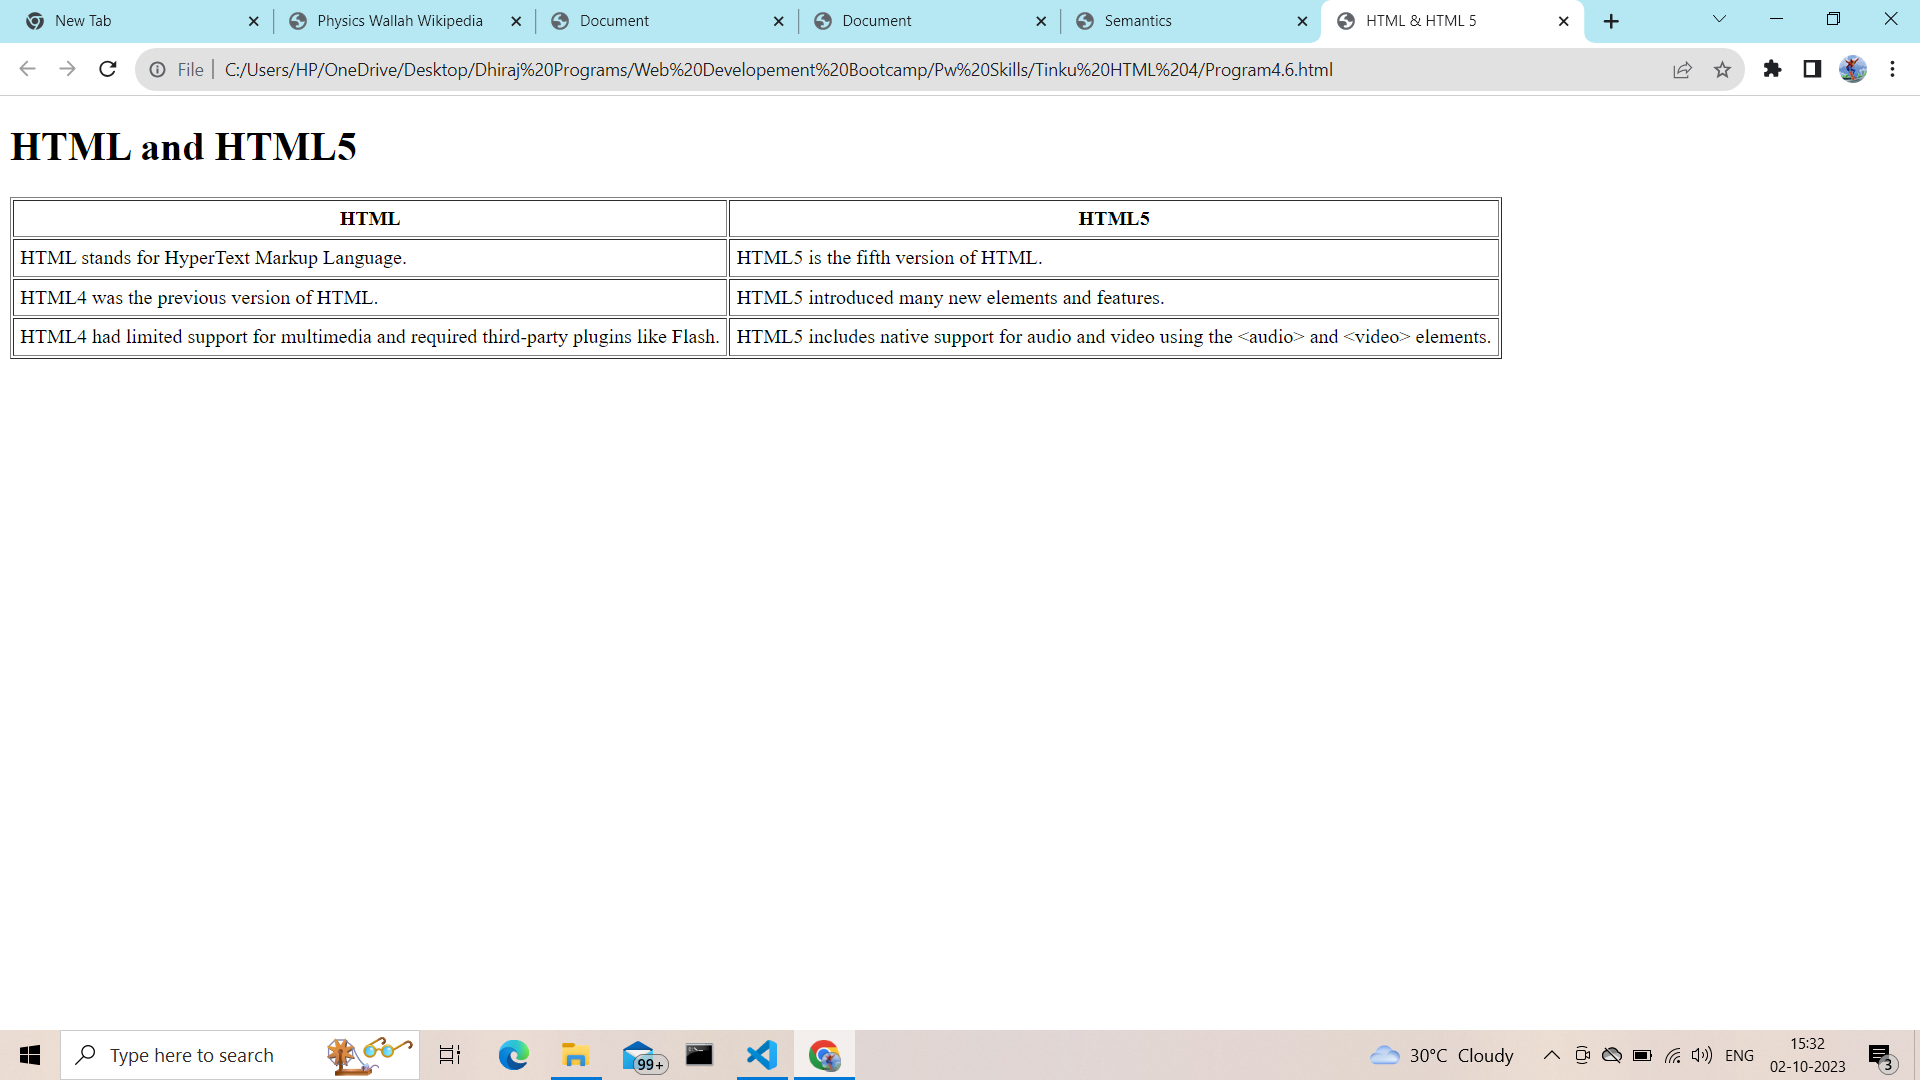 New Tab
Physics Wallah Wikipedia
Document
Document
Semantics
HTML & HTML 5
File
C:/Users/HP/OneDrive/Desktop/Dhiraj%20Programs/Web%20Developement%20Bootcamp/Pw%20Skills/Tinku%20HTML%204/Program4.6.html
HTML and HTML5
HTML HTML5
HTML stands for HyperText Markup Language. HTML5 is the fifth version of HTML.
HTML4 was the previous version of HTML. HTML5 introduced many new elements and features.
HTML4 had limited support for multimedia and required third-party plugins like Flash. HTML5 includes native support for audio and video using the <audio> and <video> elements.
Type here to search
99+
30°C Cloudy
ENG
15:32
02-10-2023
3